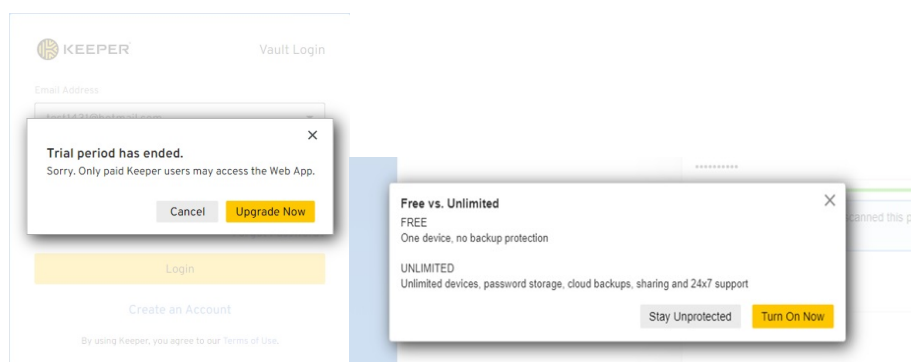 KEEPER
Vault Login
Email Address
Trial period has ended.
Sorry. Only paid Keeper users may access the Web App.
Cancel
Upgrade Now
Login
Create an Account
By using Keeper, you agree to our Terms of Use.
Free vs. Unlimited
FREE
One device, no backup protection
UNLIMITED
Unlimited devices, password storage, cloud backups, sharing and 24x7 support
Stay Unprotected
Turn On Now
scanned this p